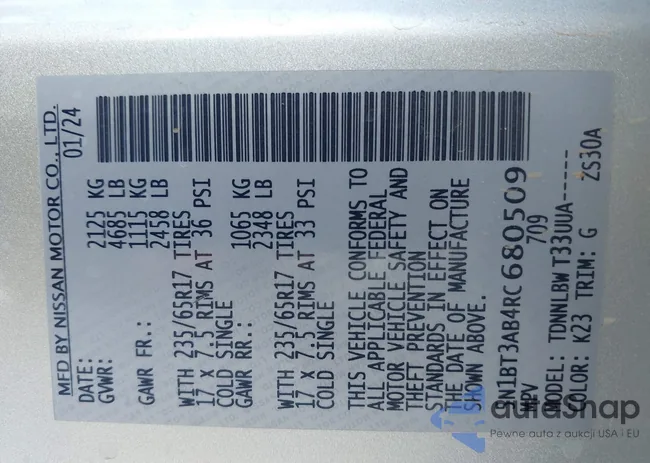 MFD BY NISSAN MOTOR CO., LTD.
DATE: 01/24
GVWR: 2125 KG
4685 LB
GAWR FR.: 1115 KG
2458 LB
WITH 235/65R17 TIRES
17 X 7.5 RIMS AT 36 PSI
COLD SINGLE
GAWR RR.: 1065 KG
2348 LB
WITH 235/65R17 TIRES
17 X 7.5 RIMS AT 33 PSI
COLD SINGLE
THIS VEHICLE CONFORMS TO
ALL APPLICABLE FEDERAL
MOTOR VEHICLE SAFETY AND
THEFT PREVENTION
STANDARDS IN EFFECT ON
THE DATE OF MANUFACTURE
SHOWN ABOVE.
5N1BT3AB4RC680509
MPV 709
MODEL: TDNNLBW T33UUA-----
COLOR: K23 TRIM: G ZS30A
autaSnap
Pewne auta z aukcji USA i EU